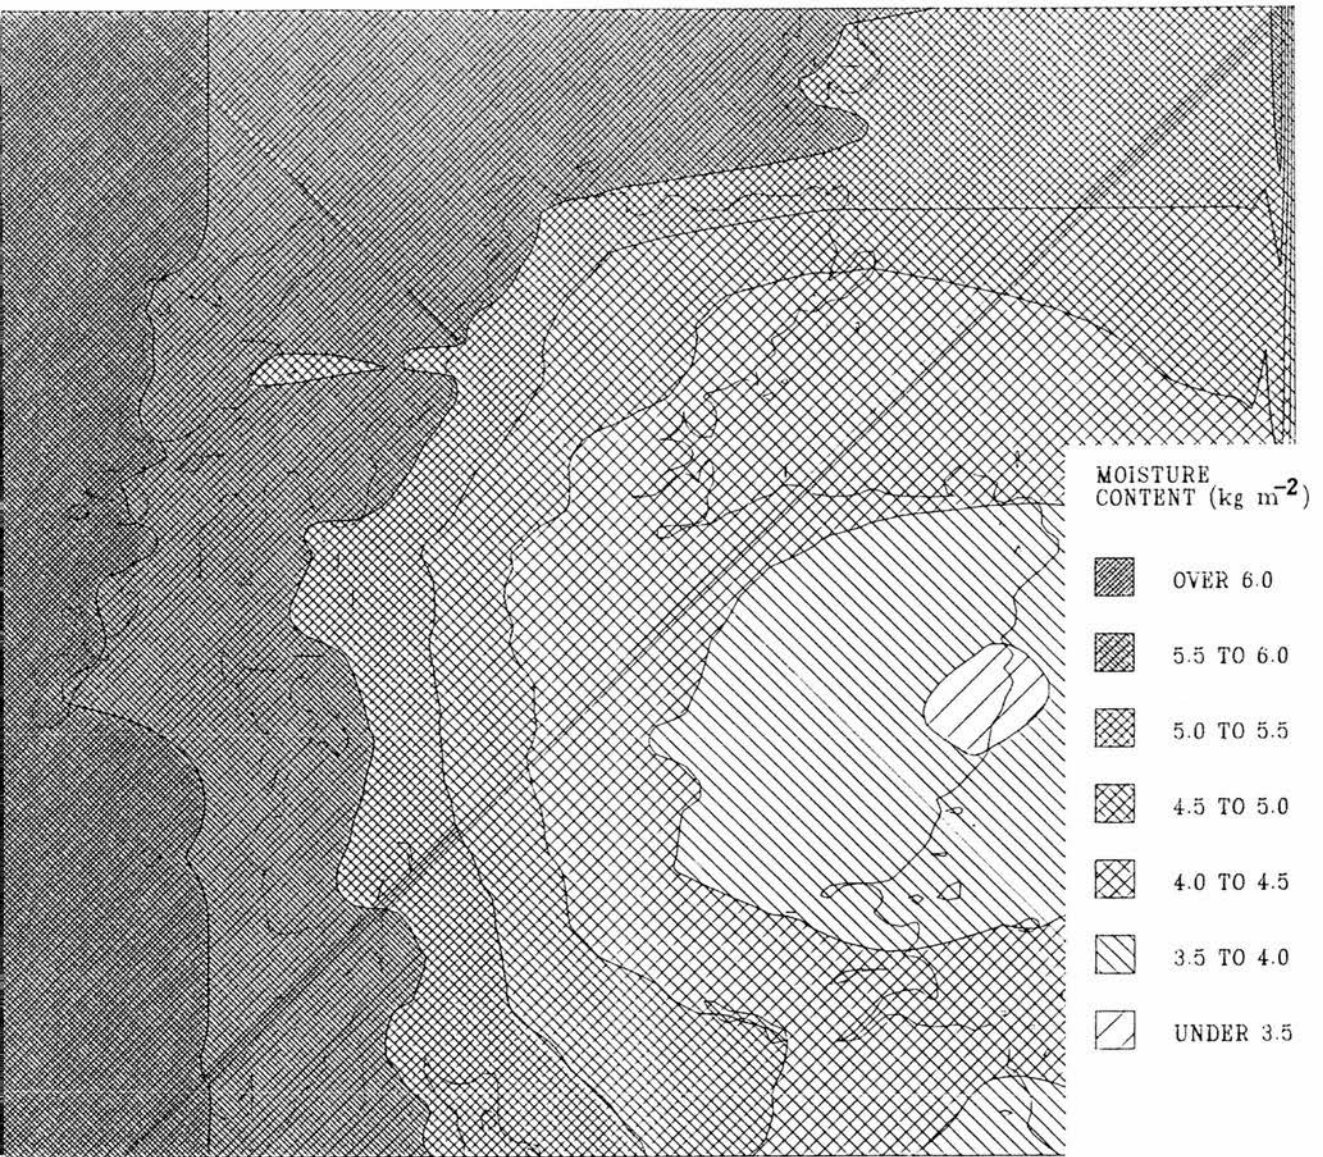 MOISTURE
CONTENT (kg m⁻²)
OVER 6.0
5.5 TO 6.0
5.0 TO 5.5
4.5 TO 5.0
4.0 TO 4.5
3.5 TO 4.0
UNDER 3.5